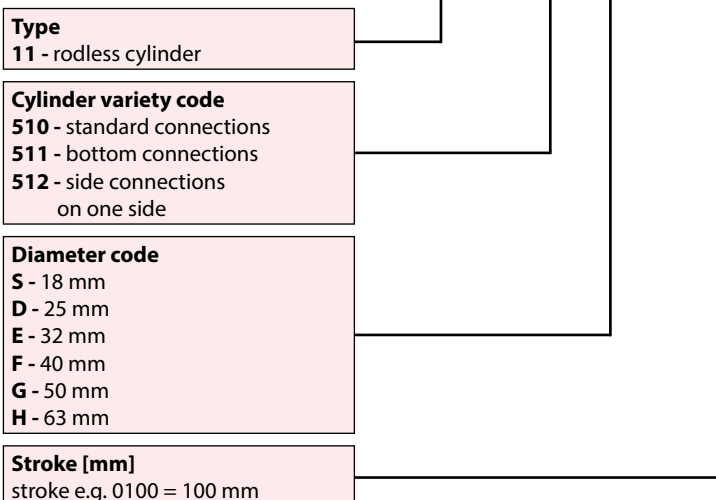 Type
11 - rodless cylinder
Cylinder variety code
510 - standard connections
511 - bottom connections
512 - side connections
on one side
Diameter code
S - 18 mm
D - 25 mm
E - 32 mm
F - 40 mm
G - 50 mm
H - 63 mm
Stroke [mm]
stroke e.g. 0100 = 100 mm